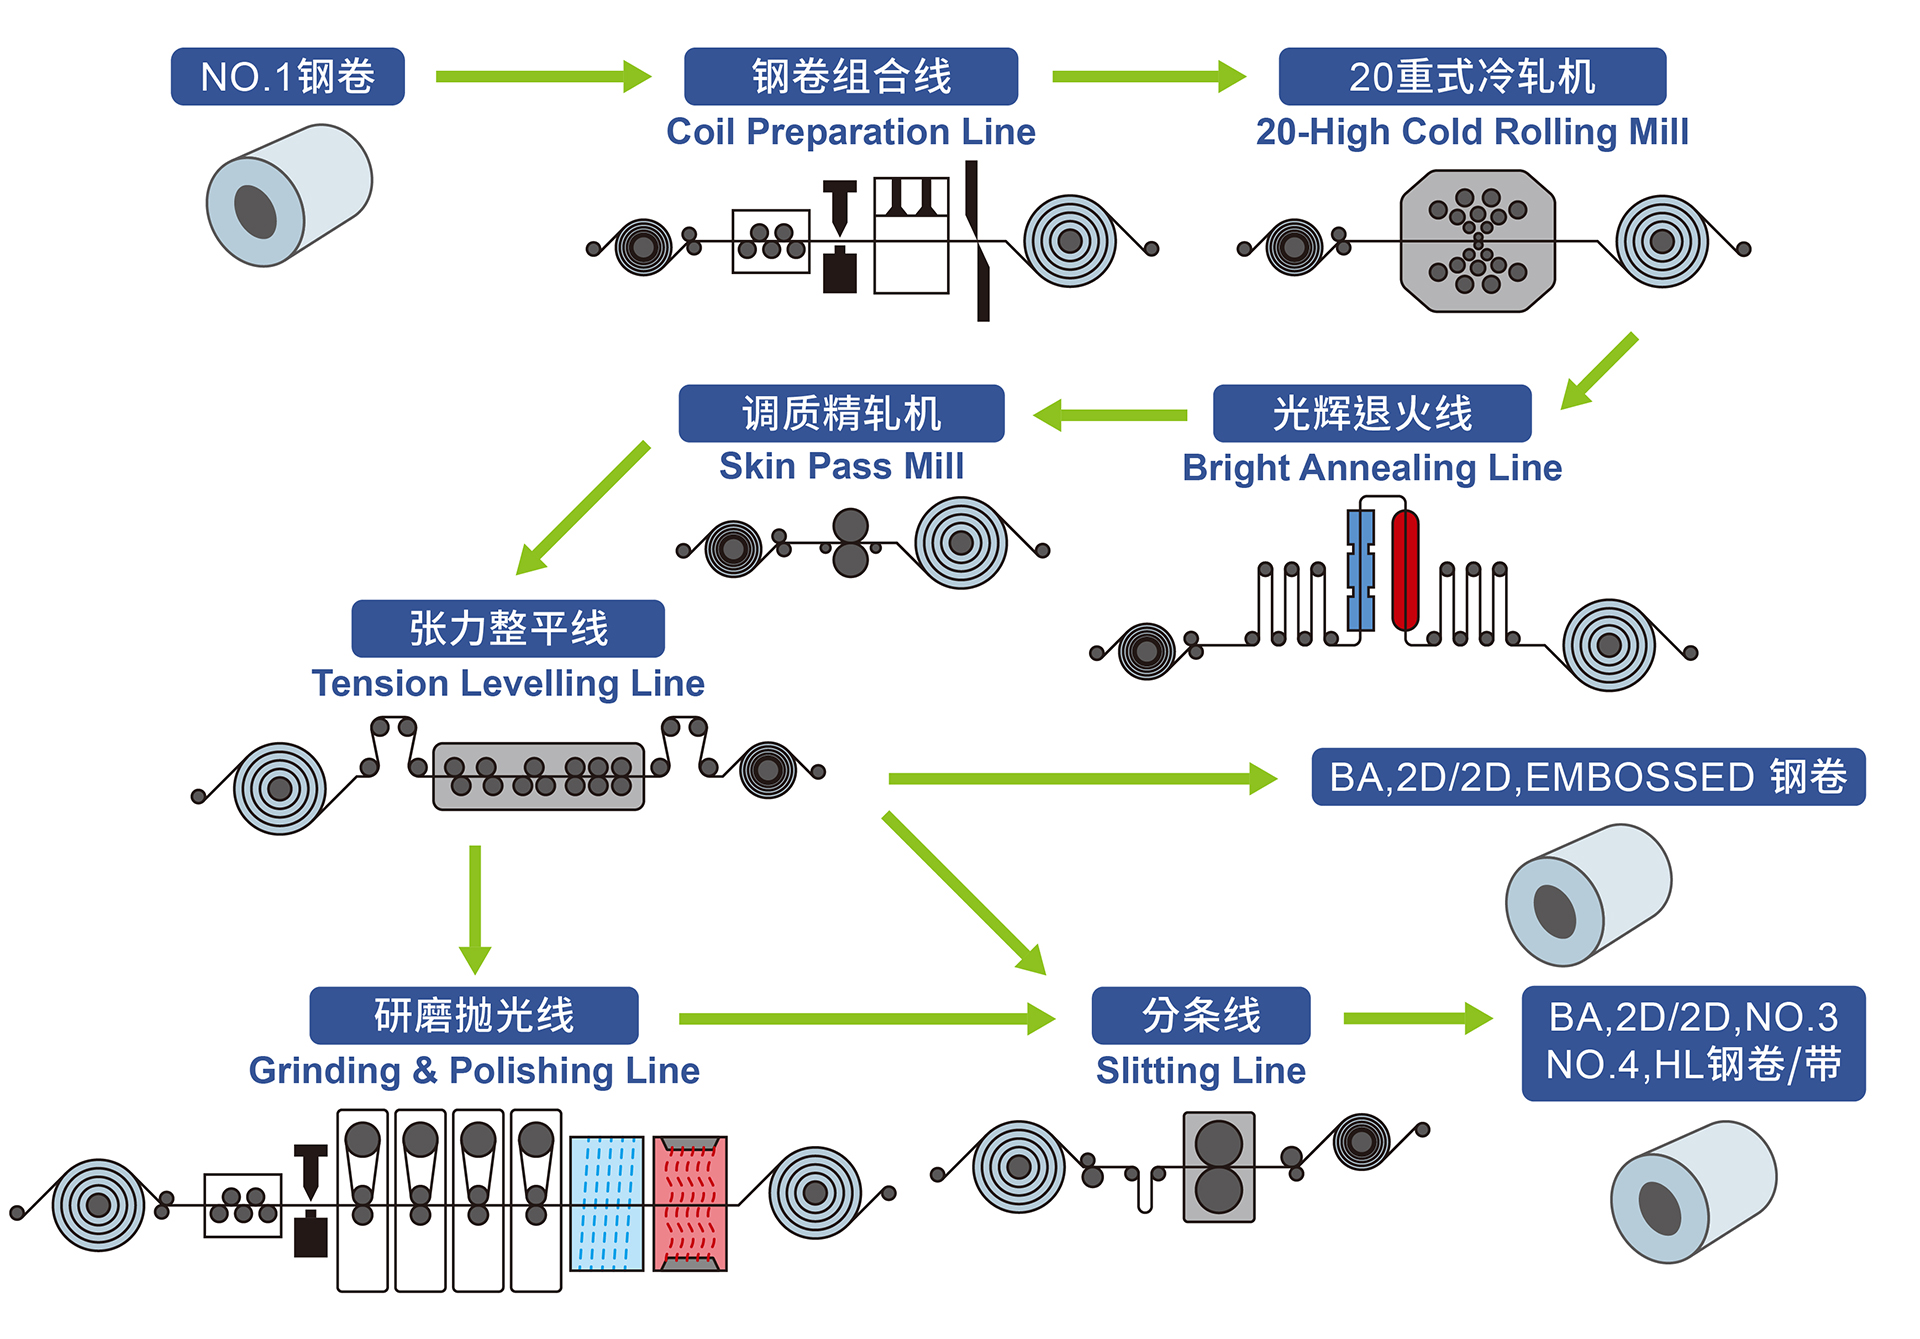 NO.1钢卷
钢卷组合线
Coil Preparation Line
20重式冷轧机
20-High Cold Rolling Mill
光辉退火线
Bright Annealing Line
调质精轧机
Skin Pass Mill
张力整平线
Tension Levelling Line
BA,2D/2D,EMBOSSED 钢卷
研磨抛光线
Grinding & Polishing Line
分条线
Slitting Line
BA,2D/2D,NO.3
NO.4,HL钢卷/带